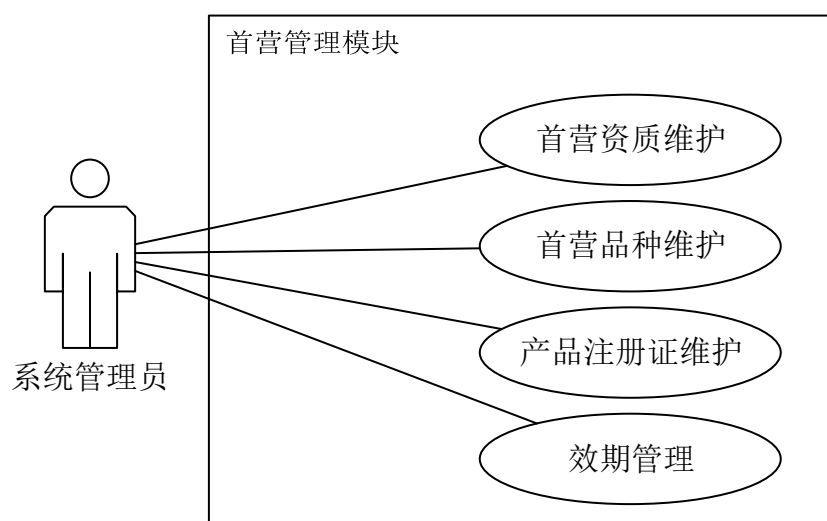 首营管理模块
首营资质维护
首营品种维护
产品注册证维护
系统管理员
效期管理